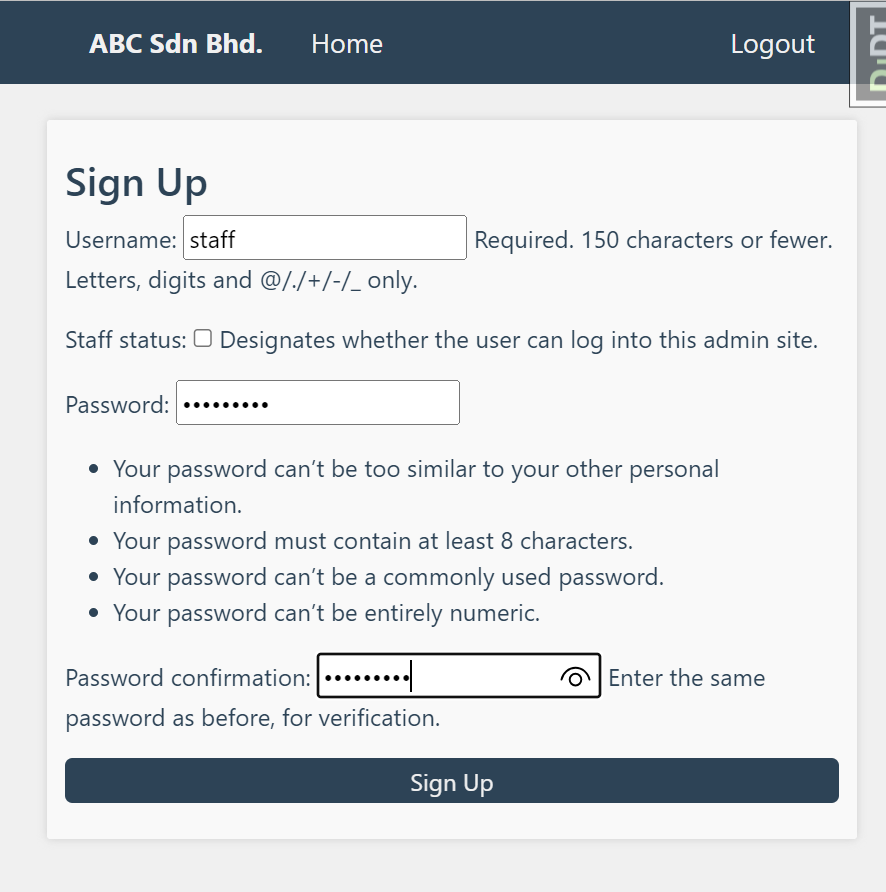 ABC Sdn Bhd. Home Logout
DjDT
Sign Up
Username: staff Required. 150 characters or fewer.
Letters, digits and @/./+/-/_ only.
Staff status: Designates whether the user can log into this admin site.
Password: •••••••••
• Your password can’t be too similar to your other personal
information.
• Your password must contain at least 8 characters.
• Your password can’t be a commonly used password.
• Your password can’t be entirely numeric.
Password confirmation: ••••••••• Enter the same
password as before, for verification.
Sign Up